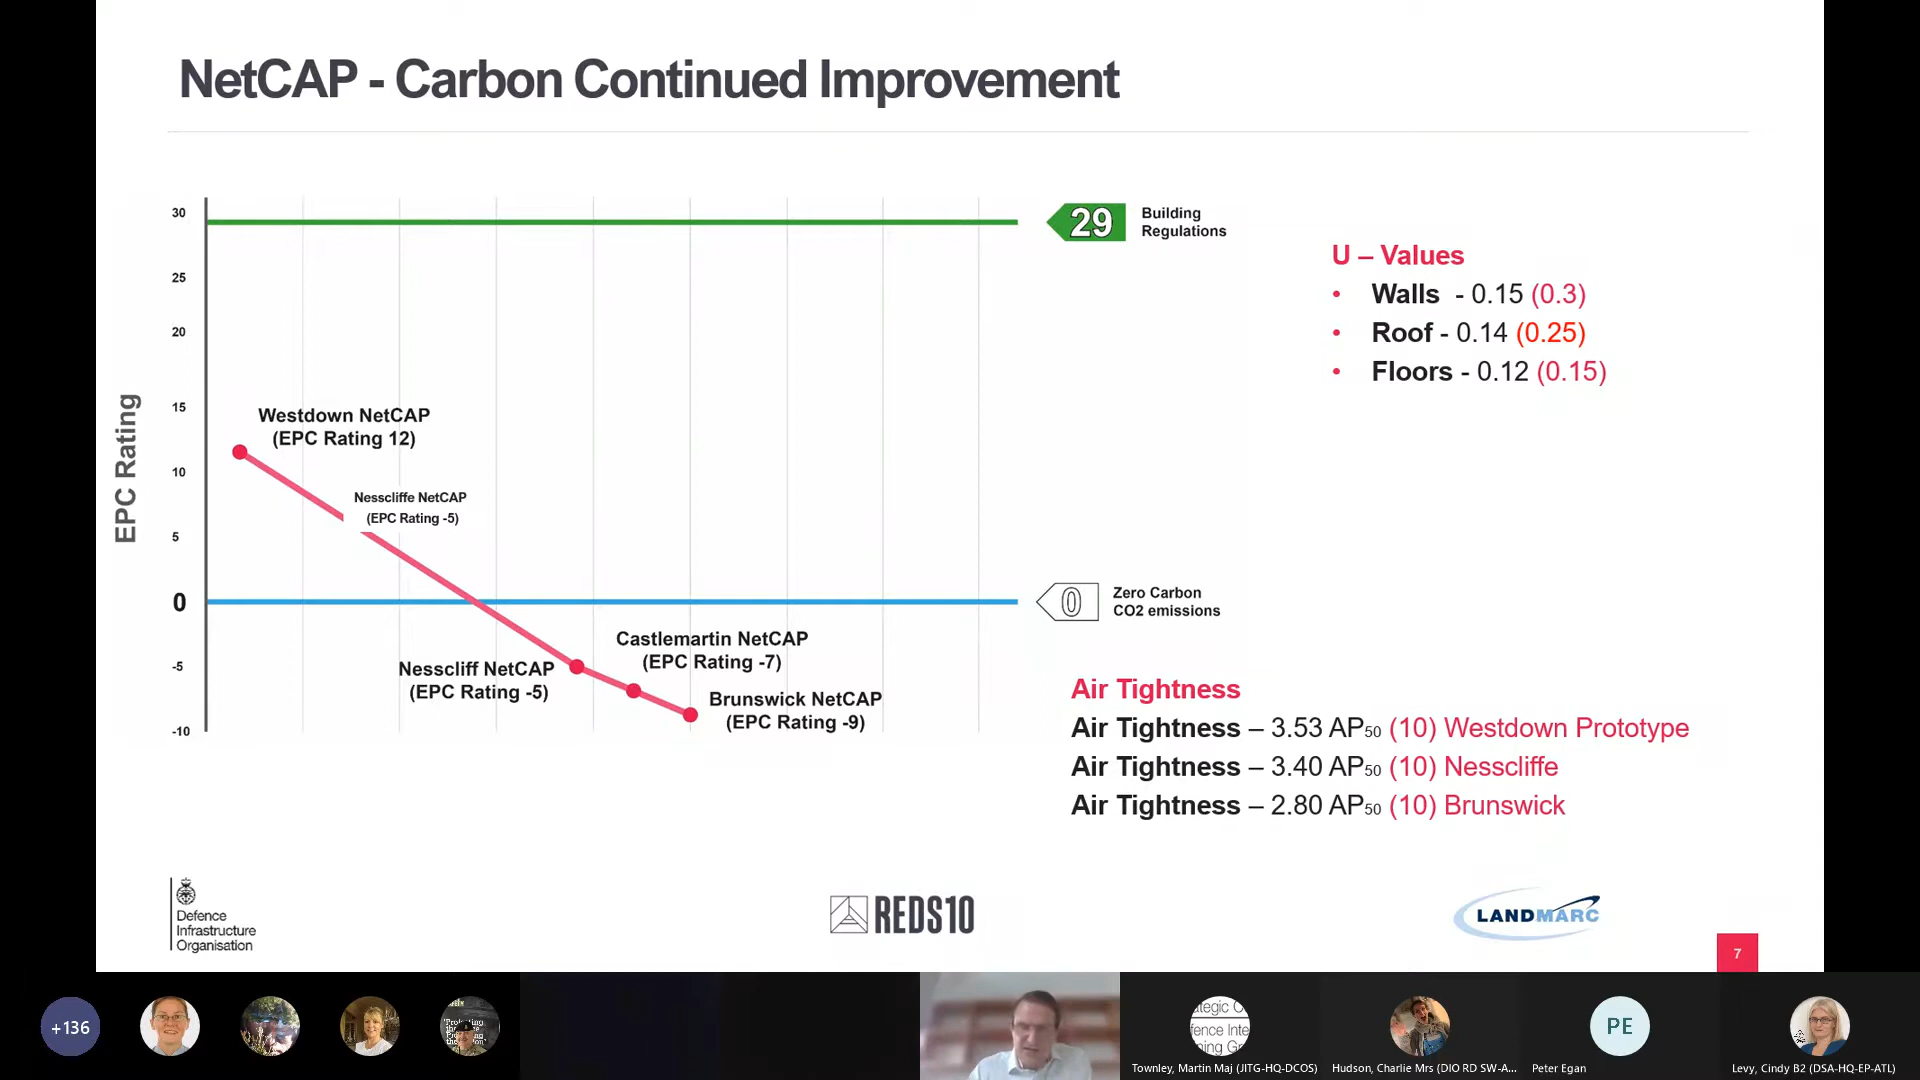 NetCAP - Carbon Continued Improvement
30
25
20
15
10
5
0
-5
-10
EPC Rating
Westdown NetCAP
(EPC Rating 12)
Nesscliffe NetCAP
(EPC Rating -5)
Nesscliff NetCAP
(EPC Rating -5)
Castlemartin NetCAP
(EPC Rating -7)
Brunswick NetCAP
(EPC Rating -9)
29
Building
Regulations
0
Zero Carbon
CO2 emissions
U – Values
• Walls - 0.15 (0.3)
• Roof - 0.14 (0.25)
• Floors - 0.12 (0.15)
Air Tightness
Air Tightness – 3.53 AP50 (10) Westdown Prototype
Air Tightness – 3.40 AP50 (10) Nesscliffe
Air Tightness – 2.80 AP50 (10) Brunswick
Defence
Infrastructure
Organisation
REDS10
LANDMARC
7
+136
PE
Townley, Martin Maj (JITG-HQ-DCOS)
Hudson, Charlie Mrs (DIO RD SW-A...
Peter Egan
Levy, Cindy B2 (DSA-HQ-EP-ATL)